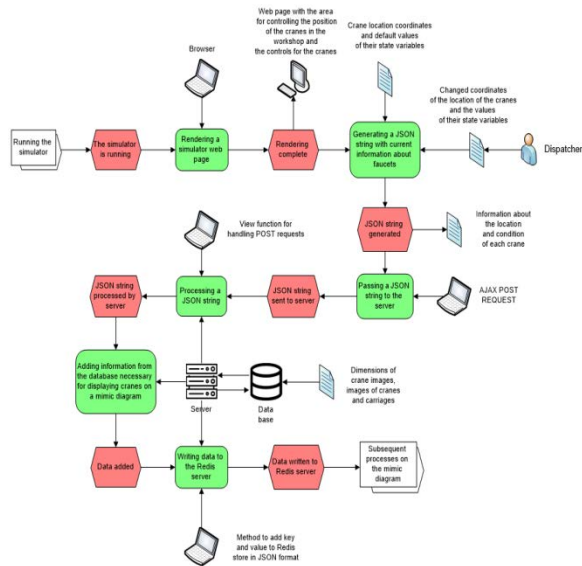 Web page with the area
for controlling the position
of the cranes in the
workshop and
the controls for the cranes
Crane location coordinates
and default values
of their state variables
Browser
Changed coordinates
of the location of the cranes
and the values
of their state variables
Running the
simulator
The simulator
is running
Rendering a
simulator web
page
Rendering
complete
Generating a JSON
string with current
information about
faucets
Dispatcher
View function for
handling POST requests
JSON string
generated
Information about
the location
and condition
of each crane
JSON string
processed by
server
Processing a
JSON string
JSON string
sent to server
Passing a JSON
string to the
server
AJAX POST
REQUEST
Adding information from
the database necessary
for displaying cranes on
a mimic diagram
Server
Data
base
Dimensions of
crane images,
images of cranes
and carriages
Data added
Writing data to
the Redis
server
Data written to
Redis server
Subsequent
processes on
the mimic
diagram
Method to add key
and value to Redis
store in JSON format